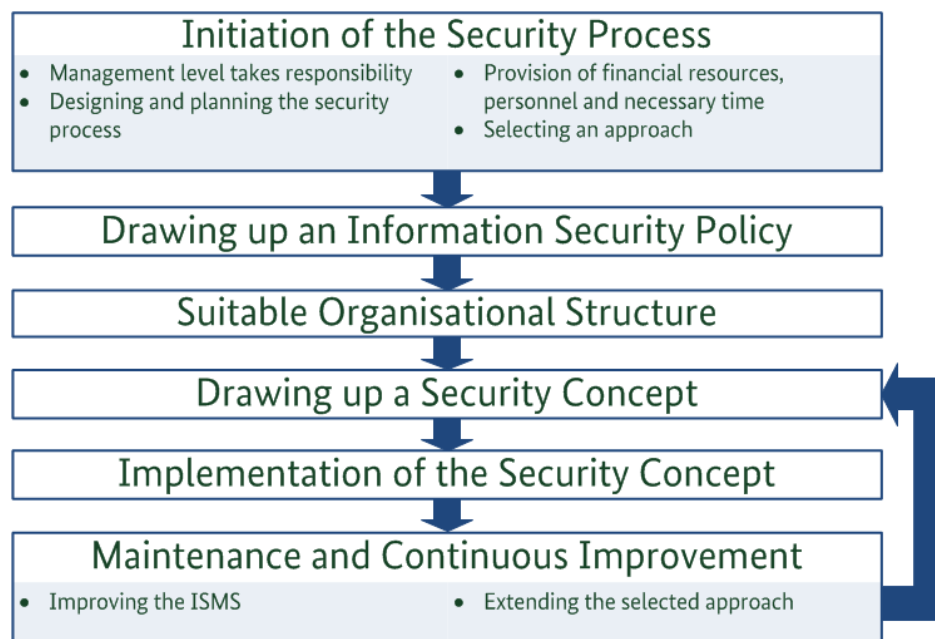 Initiation of the Security Process
• Management level takes responsibility
• Designing and planning the security
process
• Provision of financial resources,
personnel and necessary time
• Selecting an approach
Drawing up an Information Security Policy
Suitable Organisational Structure
Drawing up a Security Concept
Implementation of the Security Concept
Maintenance and Continuous Improvement
• Improving the ISMS
• Extending the selected approach